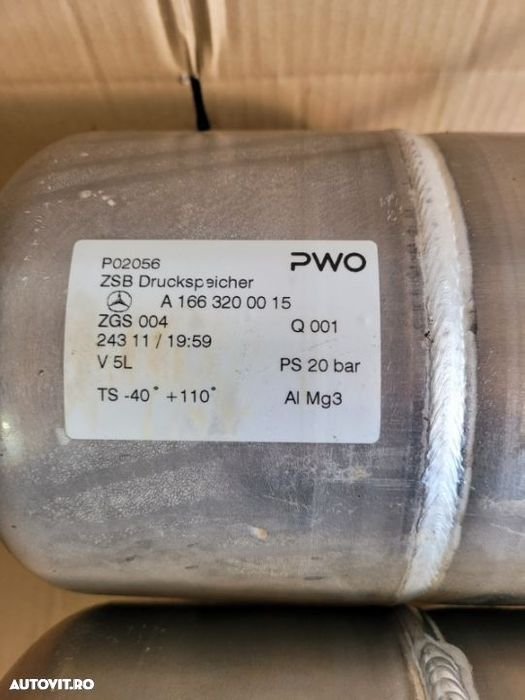 P02056
PWO
ZSB Druckspeicher
A 166 320 00 15
ZGS 004 Q 001
243 11 / 19:59
V 5L PS 20 bar
TS -40° +110° Al Mg3
AUTOVIT.RO